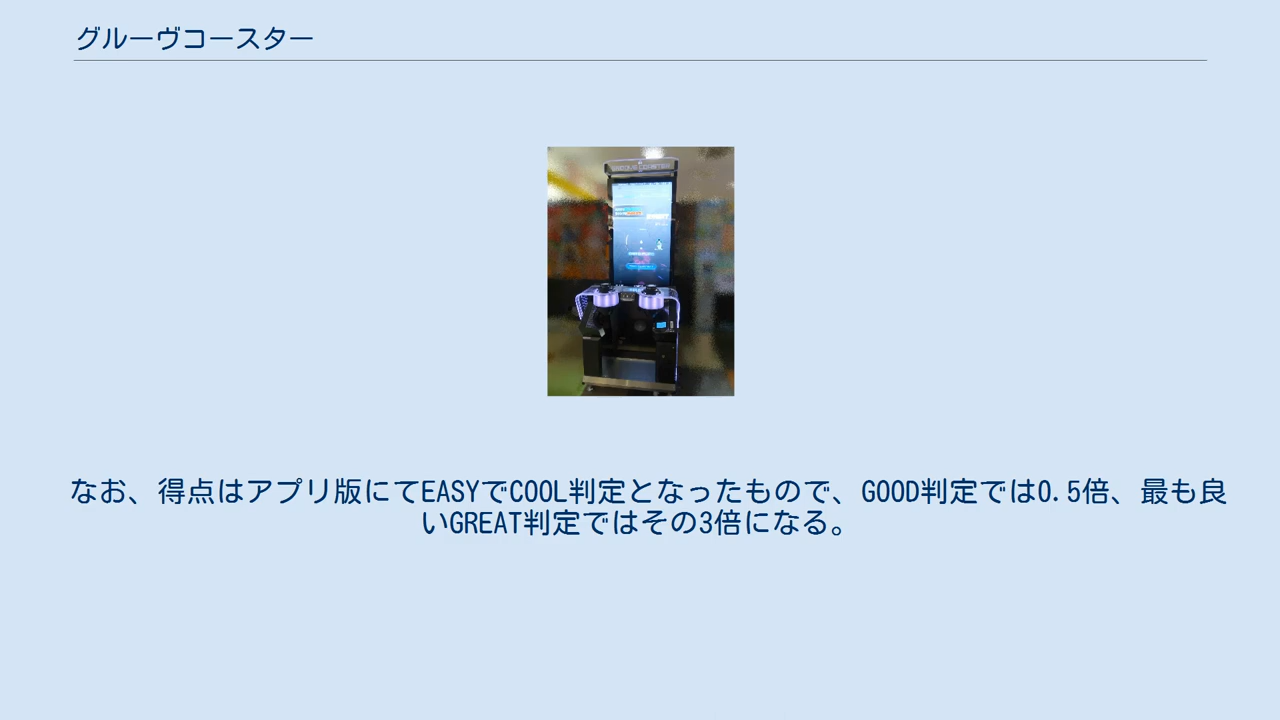 グルーヴコースター
なお、得点はアプリ版にてEASYでCOOL判定となったもので、GOOD判定では0.5倍、最も良
いGREAT判定ではその3倍になる。